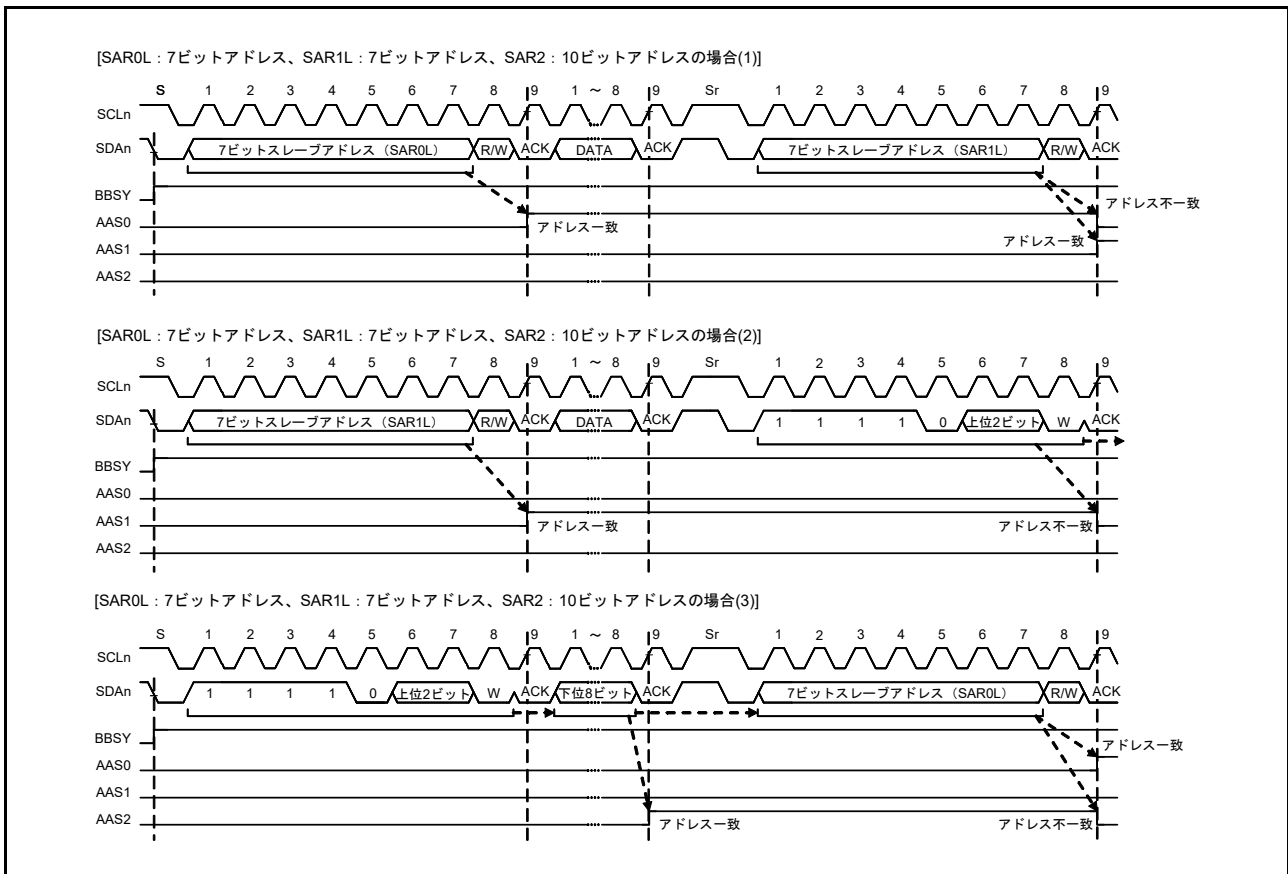 [SAR0L：7ビットアドレス、SAR1L：7ビットアドレス、SAR2：10ビットアドレスの場合(1)]
S 1 2 3 4 5 6 7 8 9 1 ～ 8 9 Sr 1 2 3 4 5 6 7 8 9
SCLn
SDAn 7ビットスレーブアドレス（SAR0L） R/W ACK DATA ACK 7ビットスレーブアドレス（SAR1L） R/W ACK
BBSY
アドレス不一致
AAS0 アドレス一致
アドレス一致
AAS1
AAS2
[SAR0L：7ビットアドレス、SAR1L：7ビットアドレス、SAR2：10ビットアドレスの場合(2)]
S 1 2 3 4 5 6 7 8 9 1 ～ 8 9 Sr 1 2 3 4 5 6 7 8 9
SCLn
SDAn 7ビットスレーブアドレス（SAR1L） R/W ACK DATA ACK 1 1 1 1 0 上位2ビット W ACK
BBSY
AAS0
AAS1 アドレス一致 アドレス不一致
AAS2
[SAR0L：7ビットアドレス、SAR1L：7ビットアドレス、SAR2：10ビットアドレスの場合(3)]
S 1 2 3 4 5 6 7 8 9 1 ～ 8 9 Sr 1 2 3 4 5 6 7 8 9
SCLn
SDAn 1 1 1 1 0 上位2ビット W ACK 下位8ビット ACK 7ビットスレーブアドレス（SAR0L） R/W ACK
BBSY
アドレス一致
AAS0
AAS1
AAS2 アドレス一致 アドレス不一致